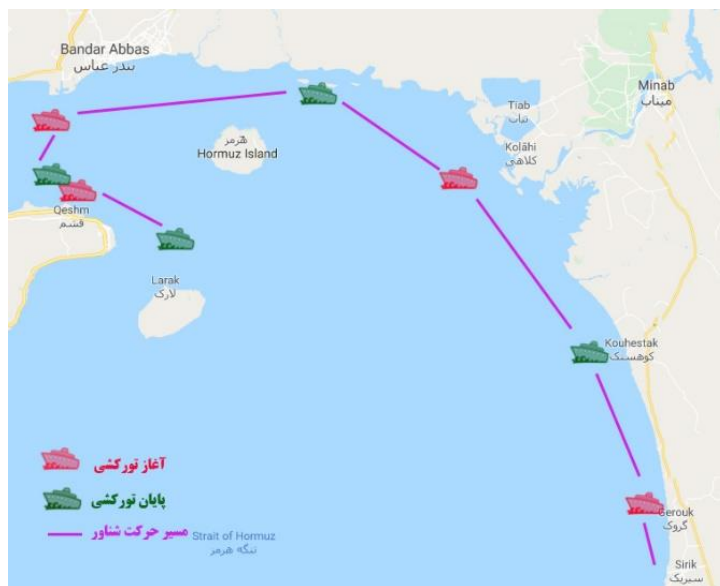 Bandar Abbas
بندر عباس
Minab
میناب
Tiab
تیاب
Kolāhi
کلاهی
هرمز
Hormuz Island
Qeshm
قشم
Larak
لارک
Kouhestak
کوهستک
آغاز تورکشی
پایان تورکشی
مسیر حرکت شناور
Strait of Hormuz
تنگه هرمز
Gerouk
گروک
Sirik
سیریک